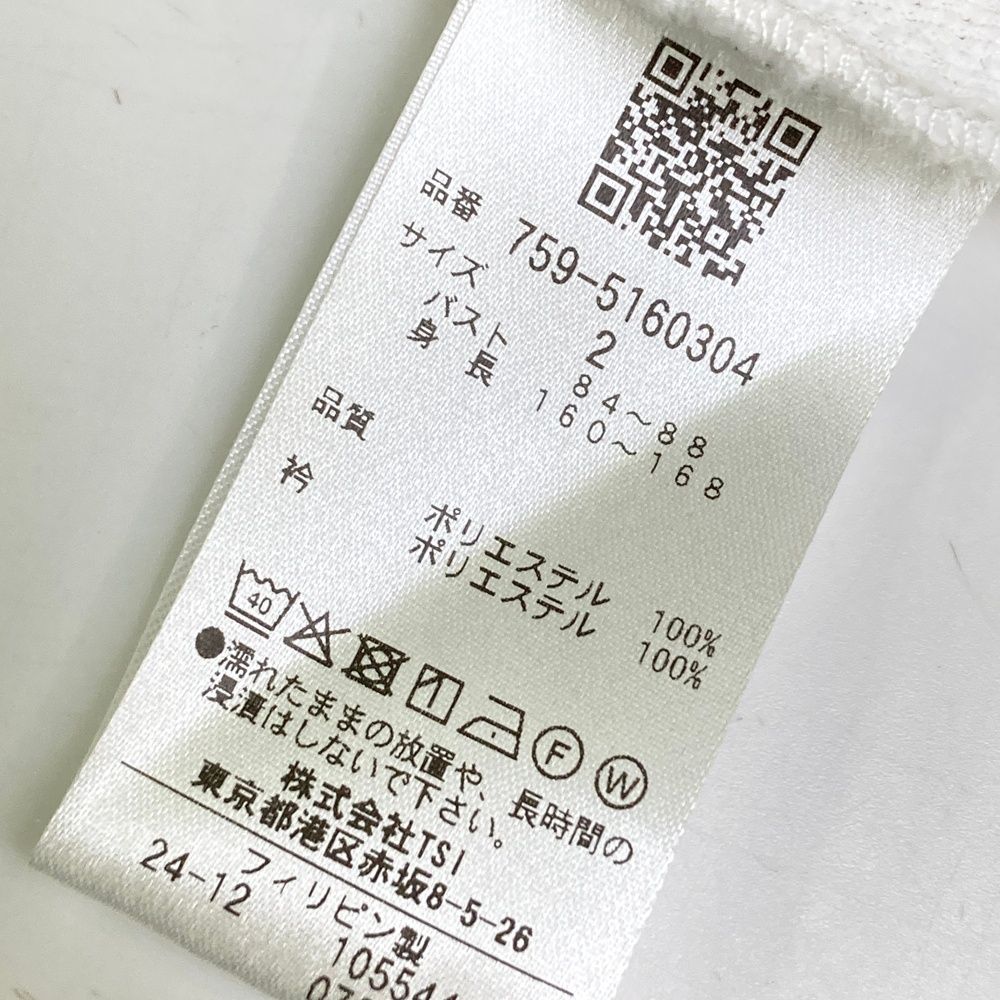 品番 759-5160304
サイズ 2
バスト 84～88
身長 160～168
品質 ポリエステル 100%
衿 ポリエステル 100%
40
F W
●濡れたままの放置や、長時間の
浸漬はしないで下さい。
株式会社TSI
東京都港区赤坂8-5-26
フィリピン製
24-12